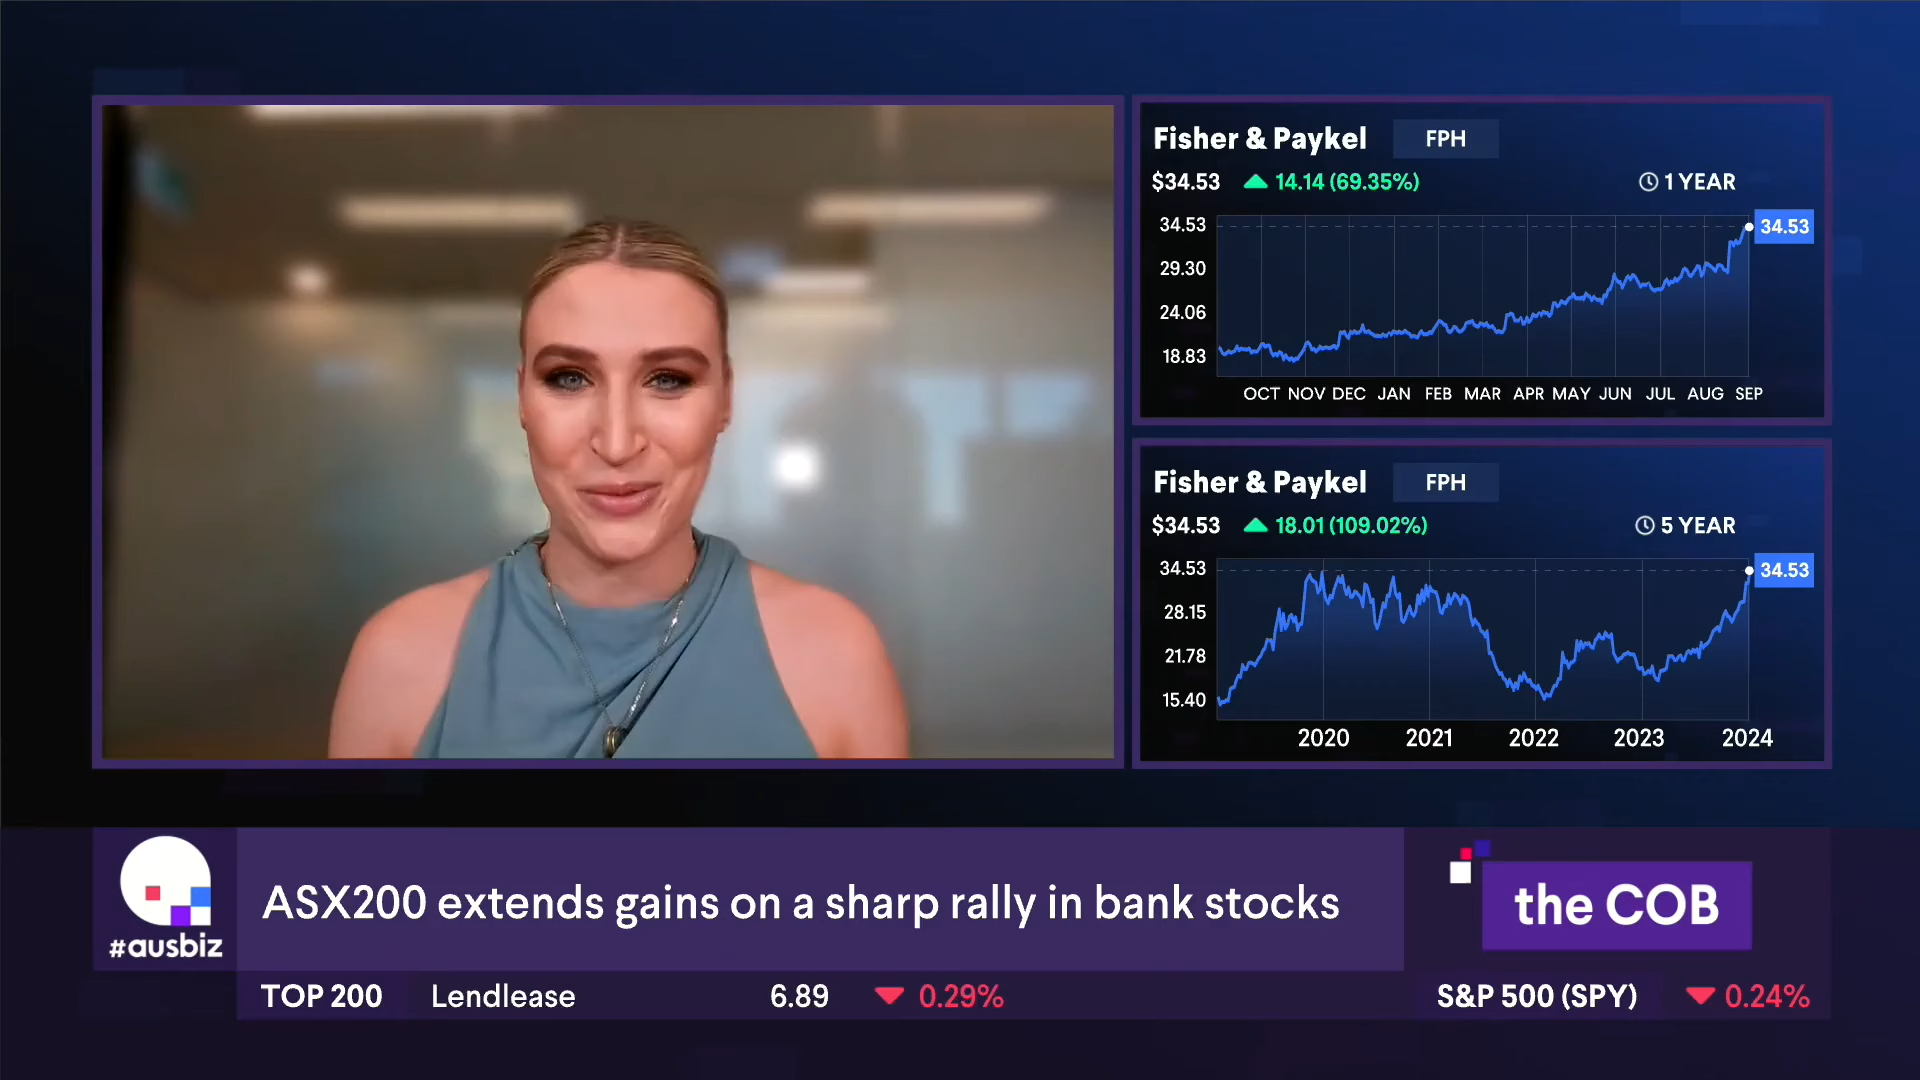 Fisher & Paykel FPH
$34.53 14.14 (69.35%) 1 YEAR
34.53 34.53
29.30
24.06
18.83
OCT NOV DEC JAN FEB MAR APR MAY JUN JUL AUG SEP
Fisher & Paykel FPH
$34.53 18.01 (109.02%) 5 YEAR
34.53 34.53
28.15
21.78
15.40
2020 2021 2022 2023 2024
ASX200 extends gains on a sharp rally in bank stocks
the COB
#ausbiz
TOP 200 Lendlease 6.89 0.29% S&P 500 (SPY) 0.24%